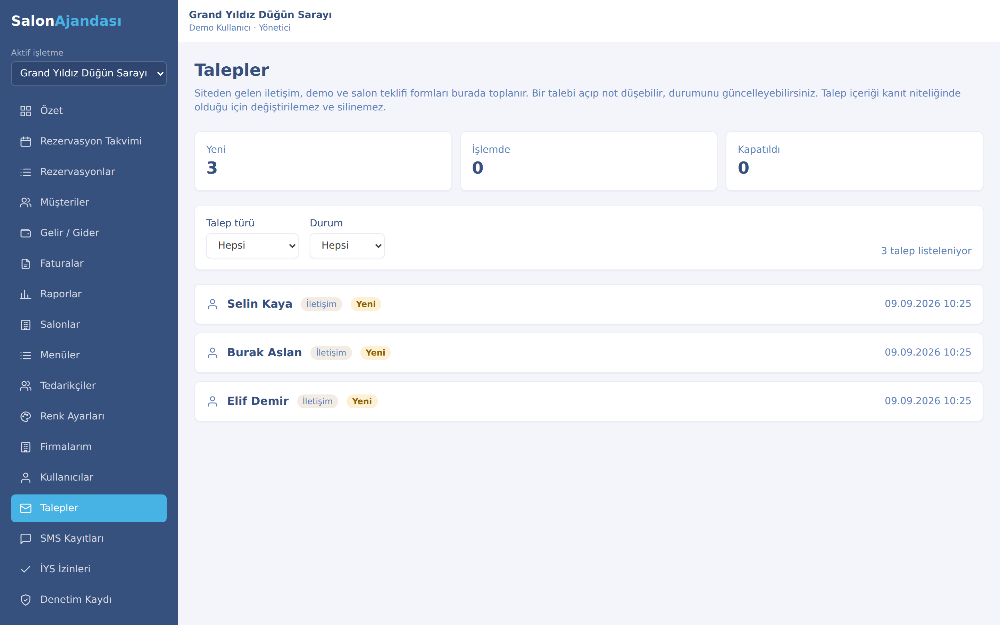 SalonAjandası
Aktif işletme
Grand Yıldız Düğün Sarayı
Özet
Rezervasyon Takvimi
Rezervasyonlar
Müşteriler
Gelir / Gider
Faturalar
Raporlar
Salonlar
Menüler
Tedarikçiler
Renk Ayarları
Firmalarım
Kullanıcılar
Talepler
SMS Kayıtları
İYS İzinleri
Denetim Kaydı
Grand Yıldız Düğün Sarayı
Demo Kullanıcı · Yönetici
Talepler
Siteden gelen iletişim, demo ve salon teklifi formları burada toplanır. Bir talebi açıp not düşebilir, durumunu güncelleyebilirsiniz. Talep içeriği kanıt niteliğinde
olduğu için değiştirilemez ve silinemez.
Yeni
3
İşlemde
0
Kapatıldı
0
Talep türü
Hepsi
Durum
Hepsi
3 talep listeleniyor
Selin Kaya İletişim Yeni 09.09.2026 10:25
Burak Aslan İletişim Yeni 09.09.2026 10:25
Elif Demir İletişim Yeni 09.09.2026 10:25